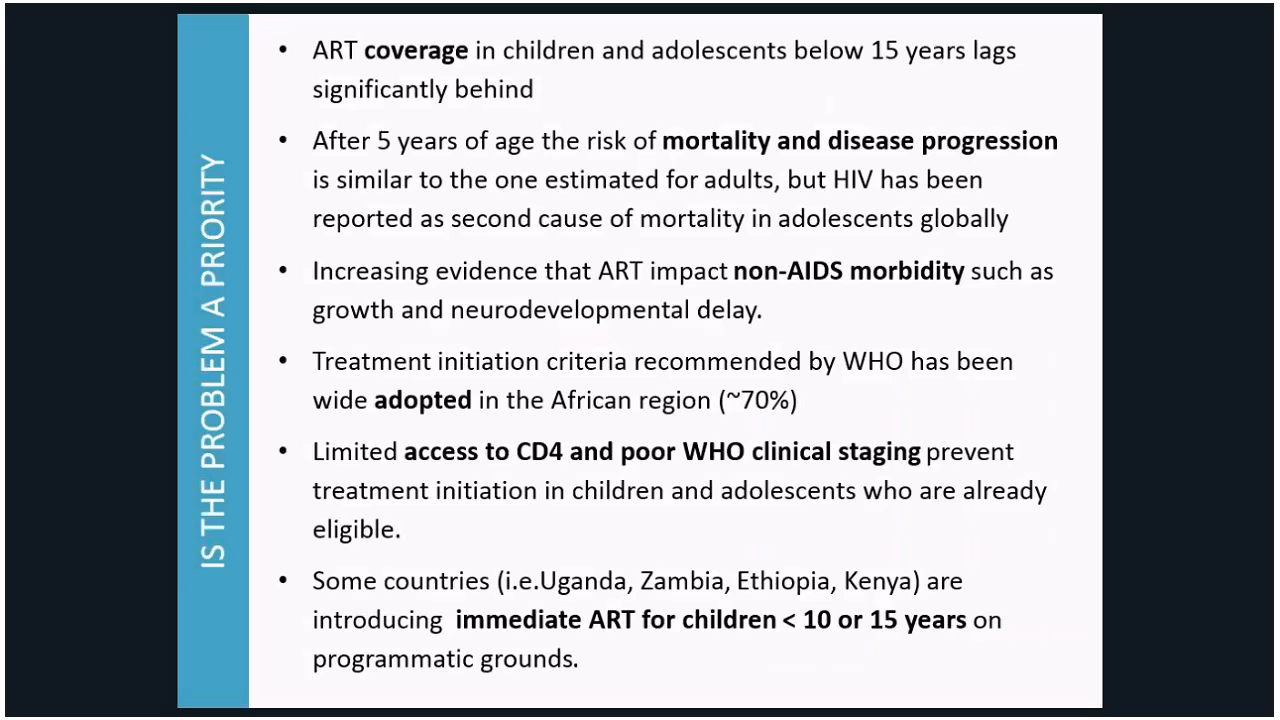 IS THE PROBLEM A PRIORITY
• ART coverage in children and adolescents below 15 years lags
significantly behind
• After 5 years of age the risk of mortality and disease progression
is similar to the one estimated for adults, but HIV has been
reported as second cause of mortality in adolescents globally
• Increasing evidence that ART impact non-AIDS morbidity such as
growth and neurodevelopmental delay.
• Treatment initiation criteria recommended by WHO has been
wide adopted in the African region (~70%)
• Limited access to CD4 and poor WHO clinical staging prevent
treatment initiation in children and adolescents who are already
eligible.
• Some countries (i.e.Uganda, Zambia, Ethiopia, Kenya) are
introducing  immediate ART for children < 10 or 15 years on
programmatic grounds.